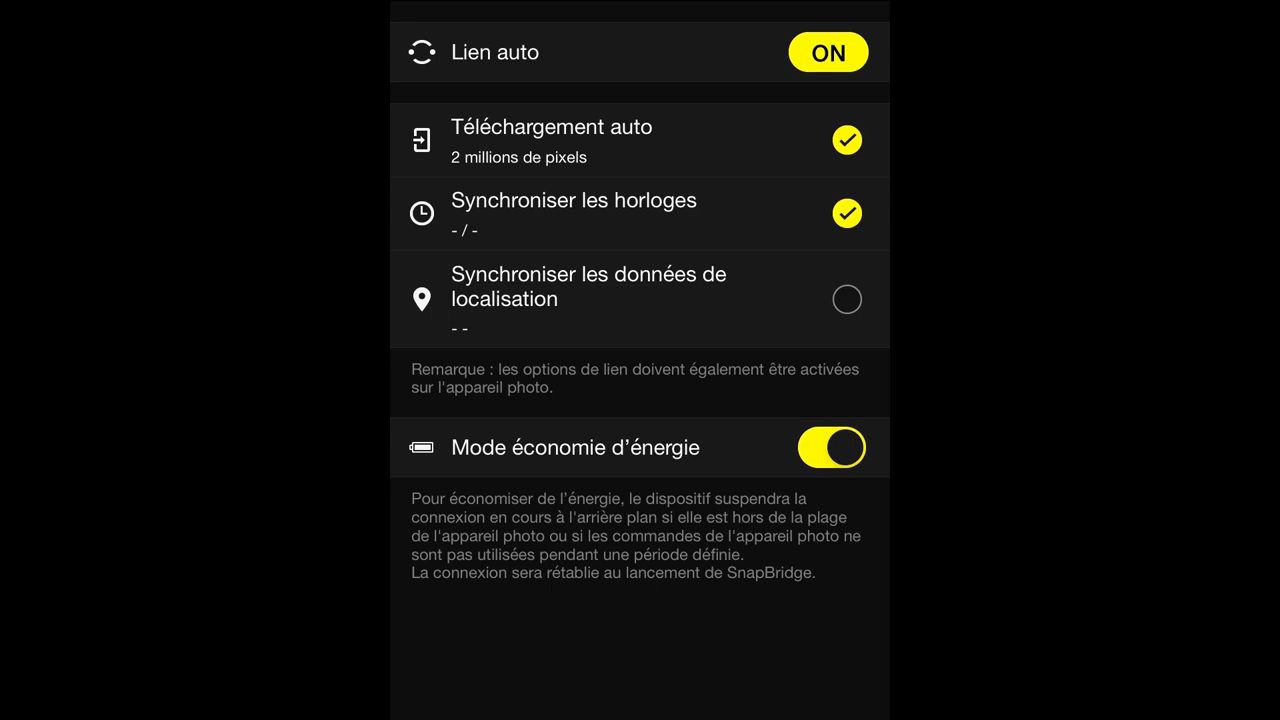 Lien auto
ON
Téléchargement auto
2 millions de pixels
Synchroniser les horloges
- / -
Synchroniser les données de
localisation
- -
Remarque : les options de lien doivent également être activées
sur l'appareil photo.
Mode économie d’énergie
Pour économiser de l’énergie, le dispositif suspendra la
connexion en cours à l'arrière plan si elle est hors de la plage
de l'appareil photo ou si les commandes de l'appareil photo ne
sont pas utilisées pendant une période définie.
La connexion sera rétablie au lancement de SnapBridge.